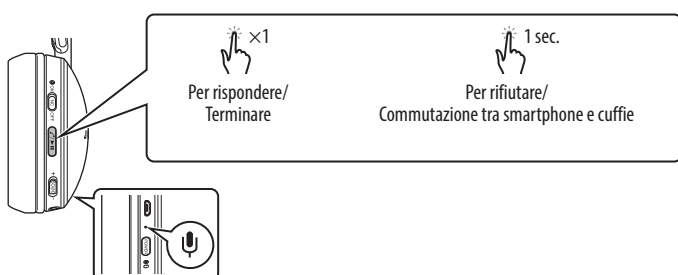 ×1
1 sec.
Per rispondere/
Terminare
Per rifiutare/
Commutazione tra smartphone e cuffie